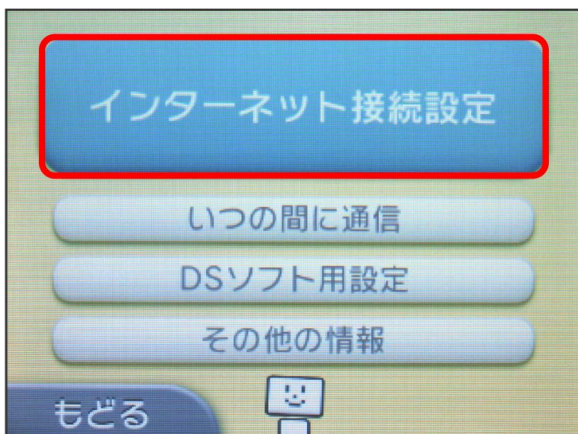 インターネット接続設定
いつの間に通信
DSソフト用設定
その他の情報
もどる